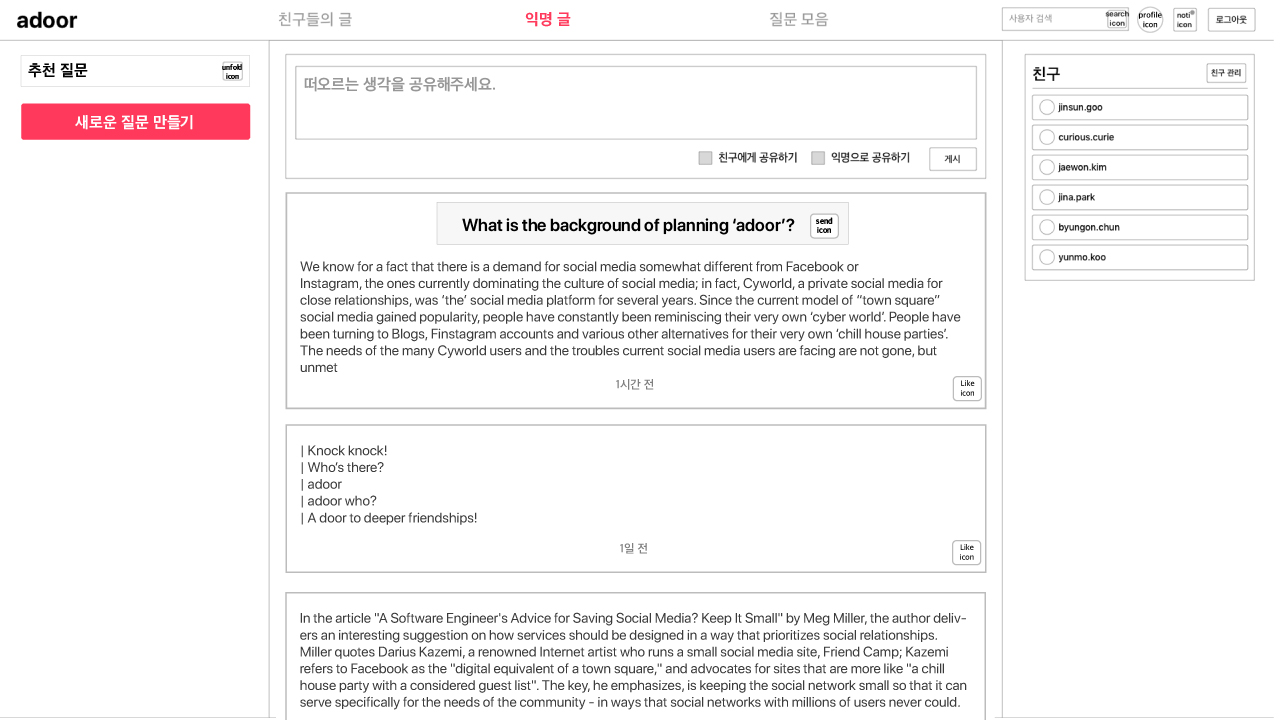 adoor
친구들의 글
익명 글
질문 모음
사용자 검색
search
icon
profile
icon
noti
icon
로그아웃
추천 질문
unfold
icon
새로운 질문 만들기
떠오르는 생각을 공유해주세요.
친구에게 공유하기
익명으로 공유하기
게시
What is the background of planning ‘adoor’?
send
icon
We know for a fact that there is a demand for social media somewhat different from Facebook or
Instagram, the ones currently dominating the culture of social media; in fact, Cyworld, a private social media for
close relationships, was ‘the’ social media platform for several years. Since the current model of “town square”
social media gained popularity, people have constantly been reminiscing their very own ‘cyber world’. People have
been turning to Blogs, Finstagram accounts and various other alternatives for their very own ‘chill house parties’.
The needs of the many Cyworld users and the troubles current social media users are facing are not gone, but
unmet
1시간 전
Like
icon
| Knock knock!
| Who's there?
| adoor
| adoor who?
| A door to deeper friendships!
1일 전
Like
icon
In the article "A Software Engineer's Advice for Saving Social Media? Keep It Small" by Meg Miller, the author deliv-
ers an interesting suggestion on how services should be designed in a way that prioritizes social relationships.
Miller quotes Darius Kazemi, a renowned Internet artist who runs a small social media site, Friend Camp; Kazemi
refers to Facebook as the "digital equivalent of a town square," and advocates for sites that are more like "a chill
house party with a considered guest list". The key, he emphasizes, is keeping the social network small so that it can
serve specifically for the needs of the community - in ways that social networks with millions of users never could.
친구
친구 관리
jinsun.goo
curious.curie
jaewon.kim
jina.park
byungon.chun
yunmo.koo